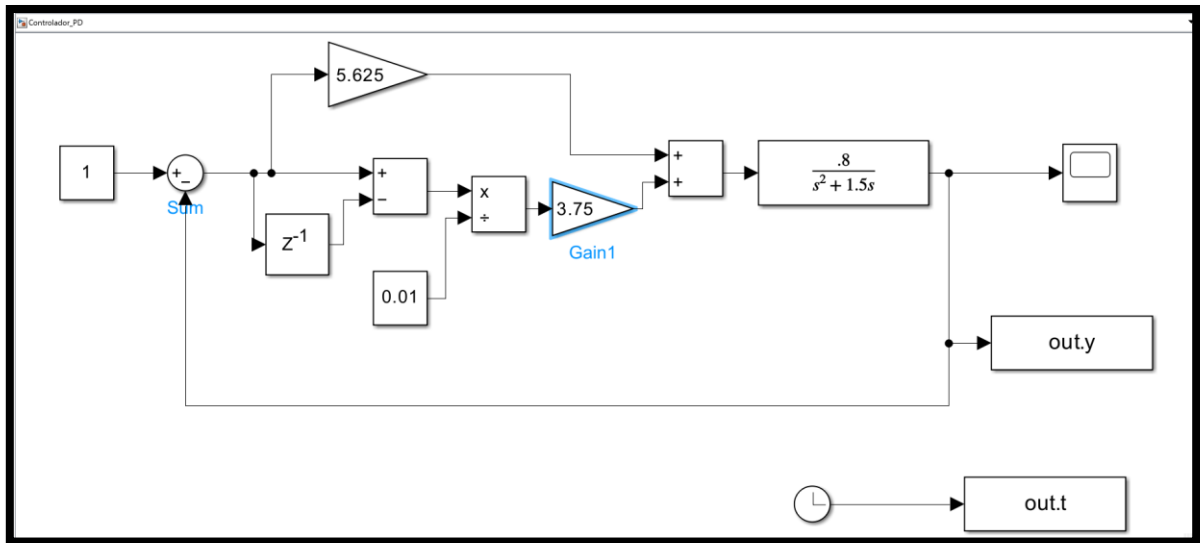 Controlador_PD
5.625
1
+
−
Sum
+
−
z⁻¹
x
÷
0.01
3.75
Gain1
+
+
.8
s² + 1.5s
out.y
out.t